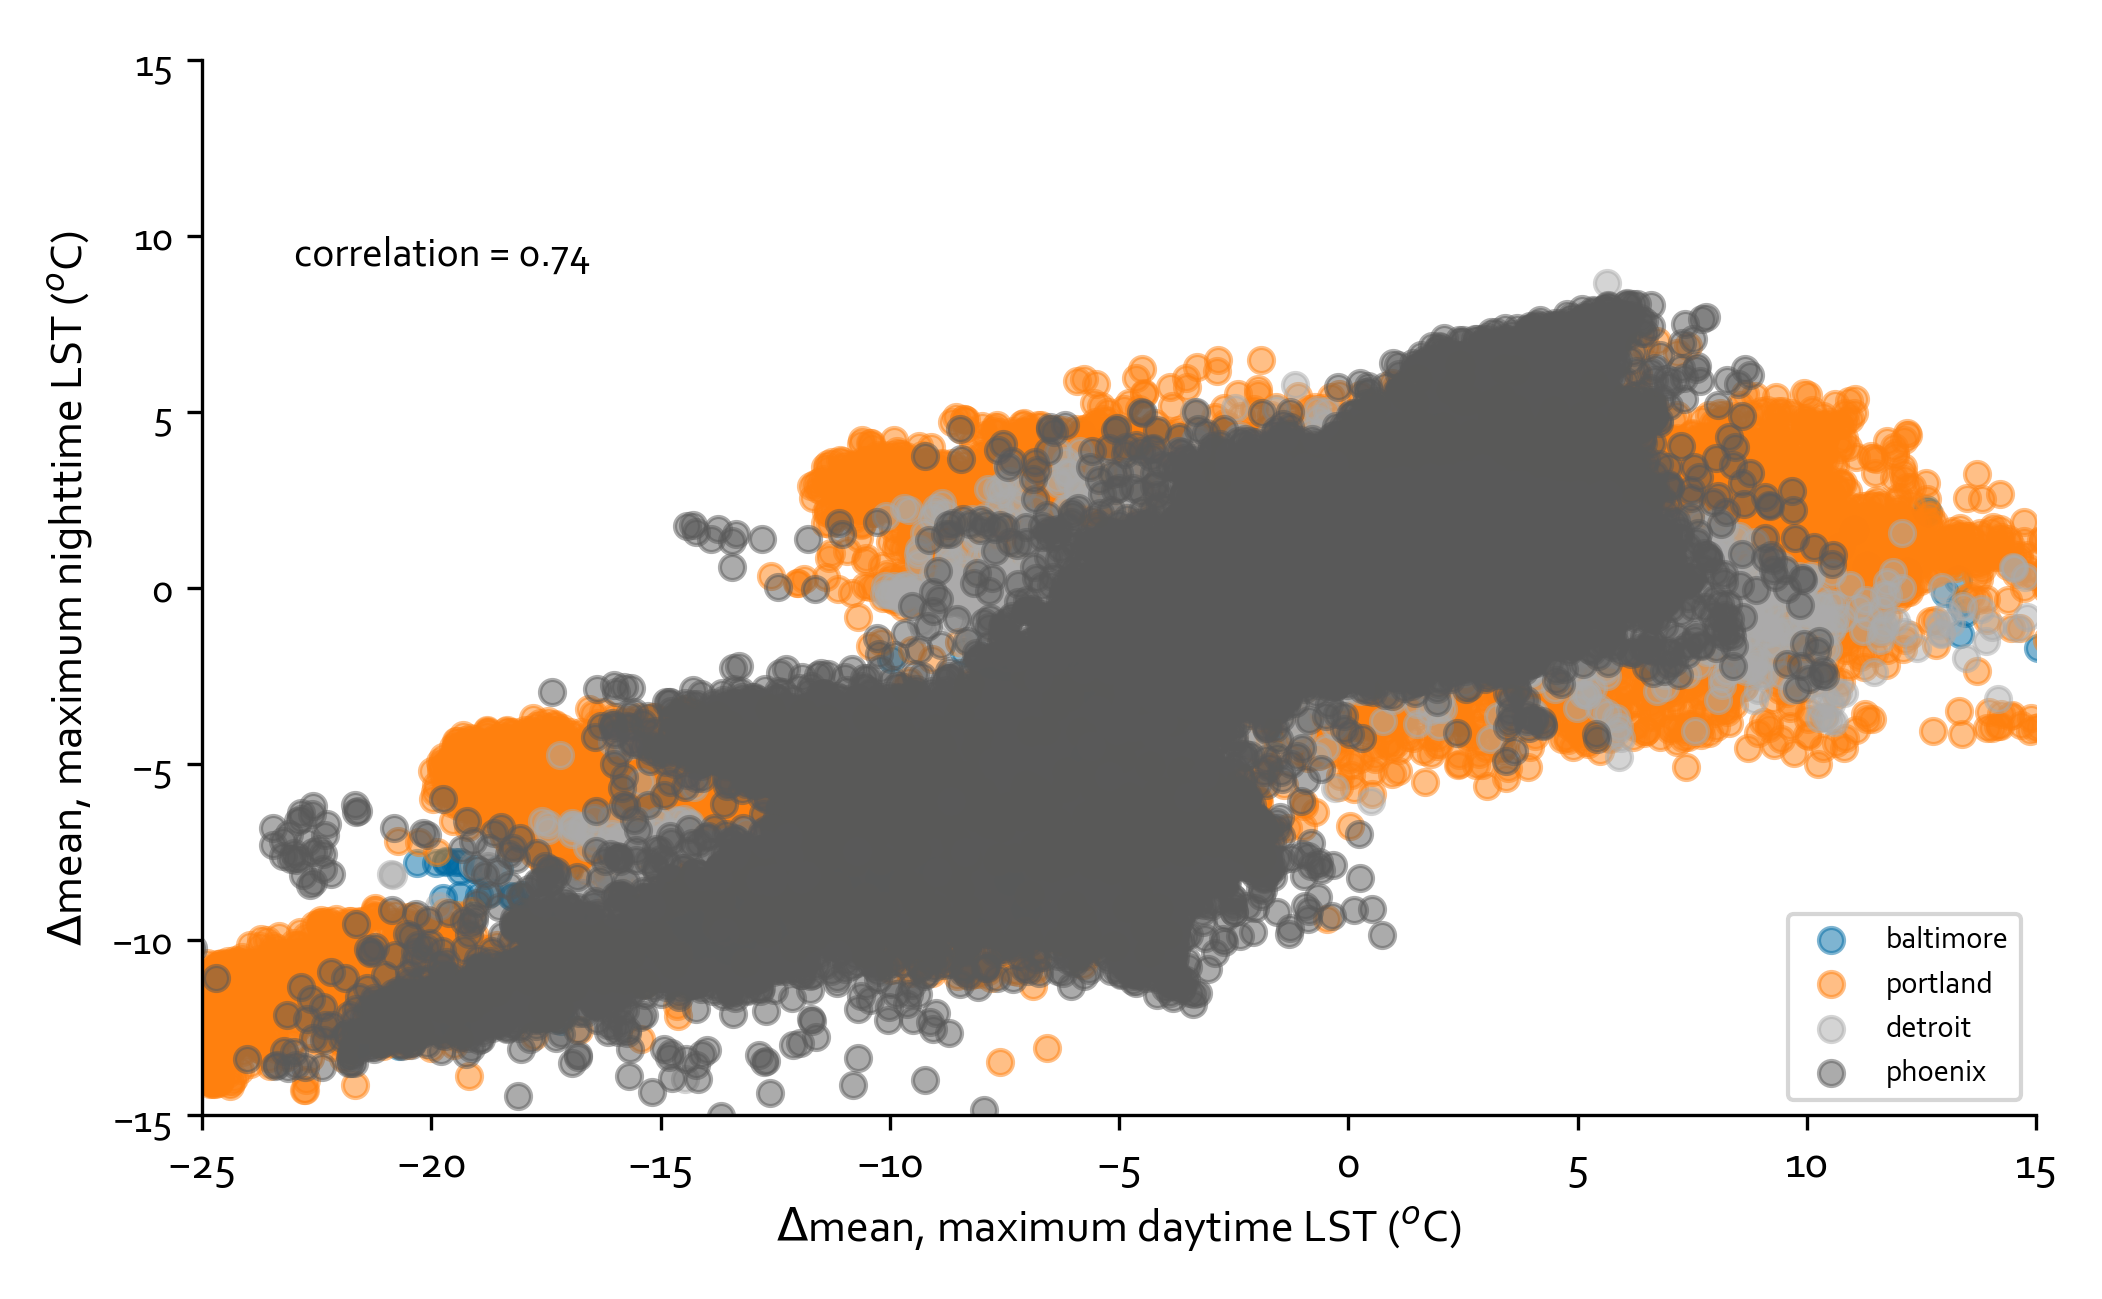 15
10
5
0
−5
−10
−15
Δmean, maximum nighttime LST (°C)
correlation = 0.74
baltimore
portland
detroit
phoenix
−25 −20 −15 −10 −5 0 5 10 15
Δmean, maximum daytime LST (°C)